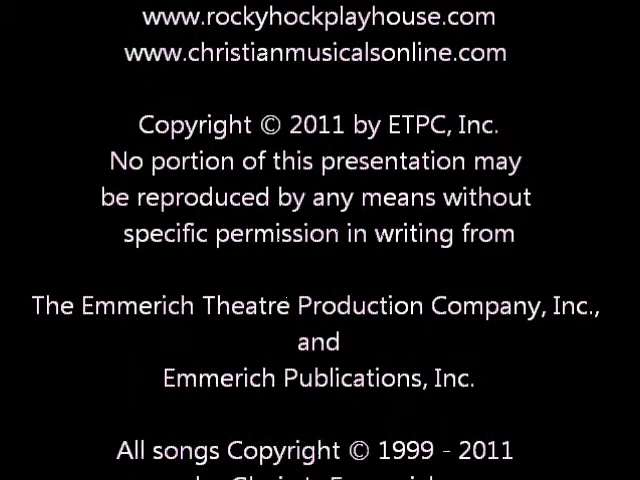 www.rockyhockplayhouse.com
www.christianmusicalsonline.com
Copyright © 2011 by ETPC, Inc.
No portion of this presentation may
be reproduced by any means without
specific permission in writing from
The Emmerich Theatre Production Company, Inc.,
and
Emmerich Publications, Inc.
All songs Copyright © 1999 - 2011